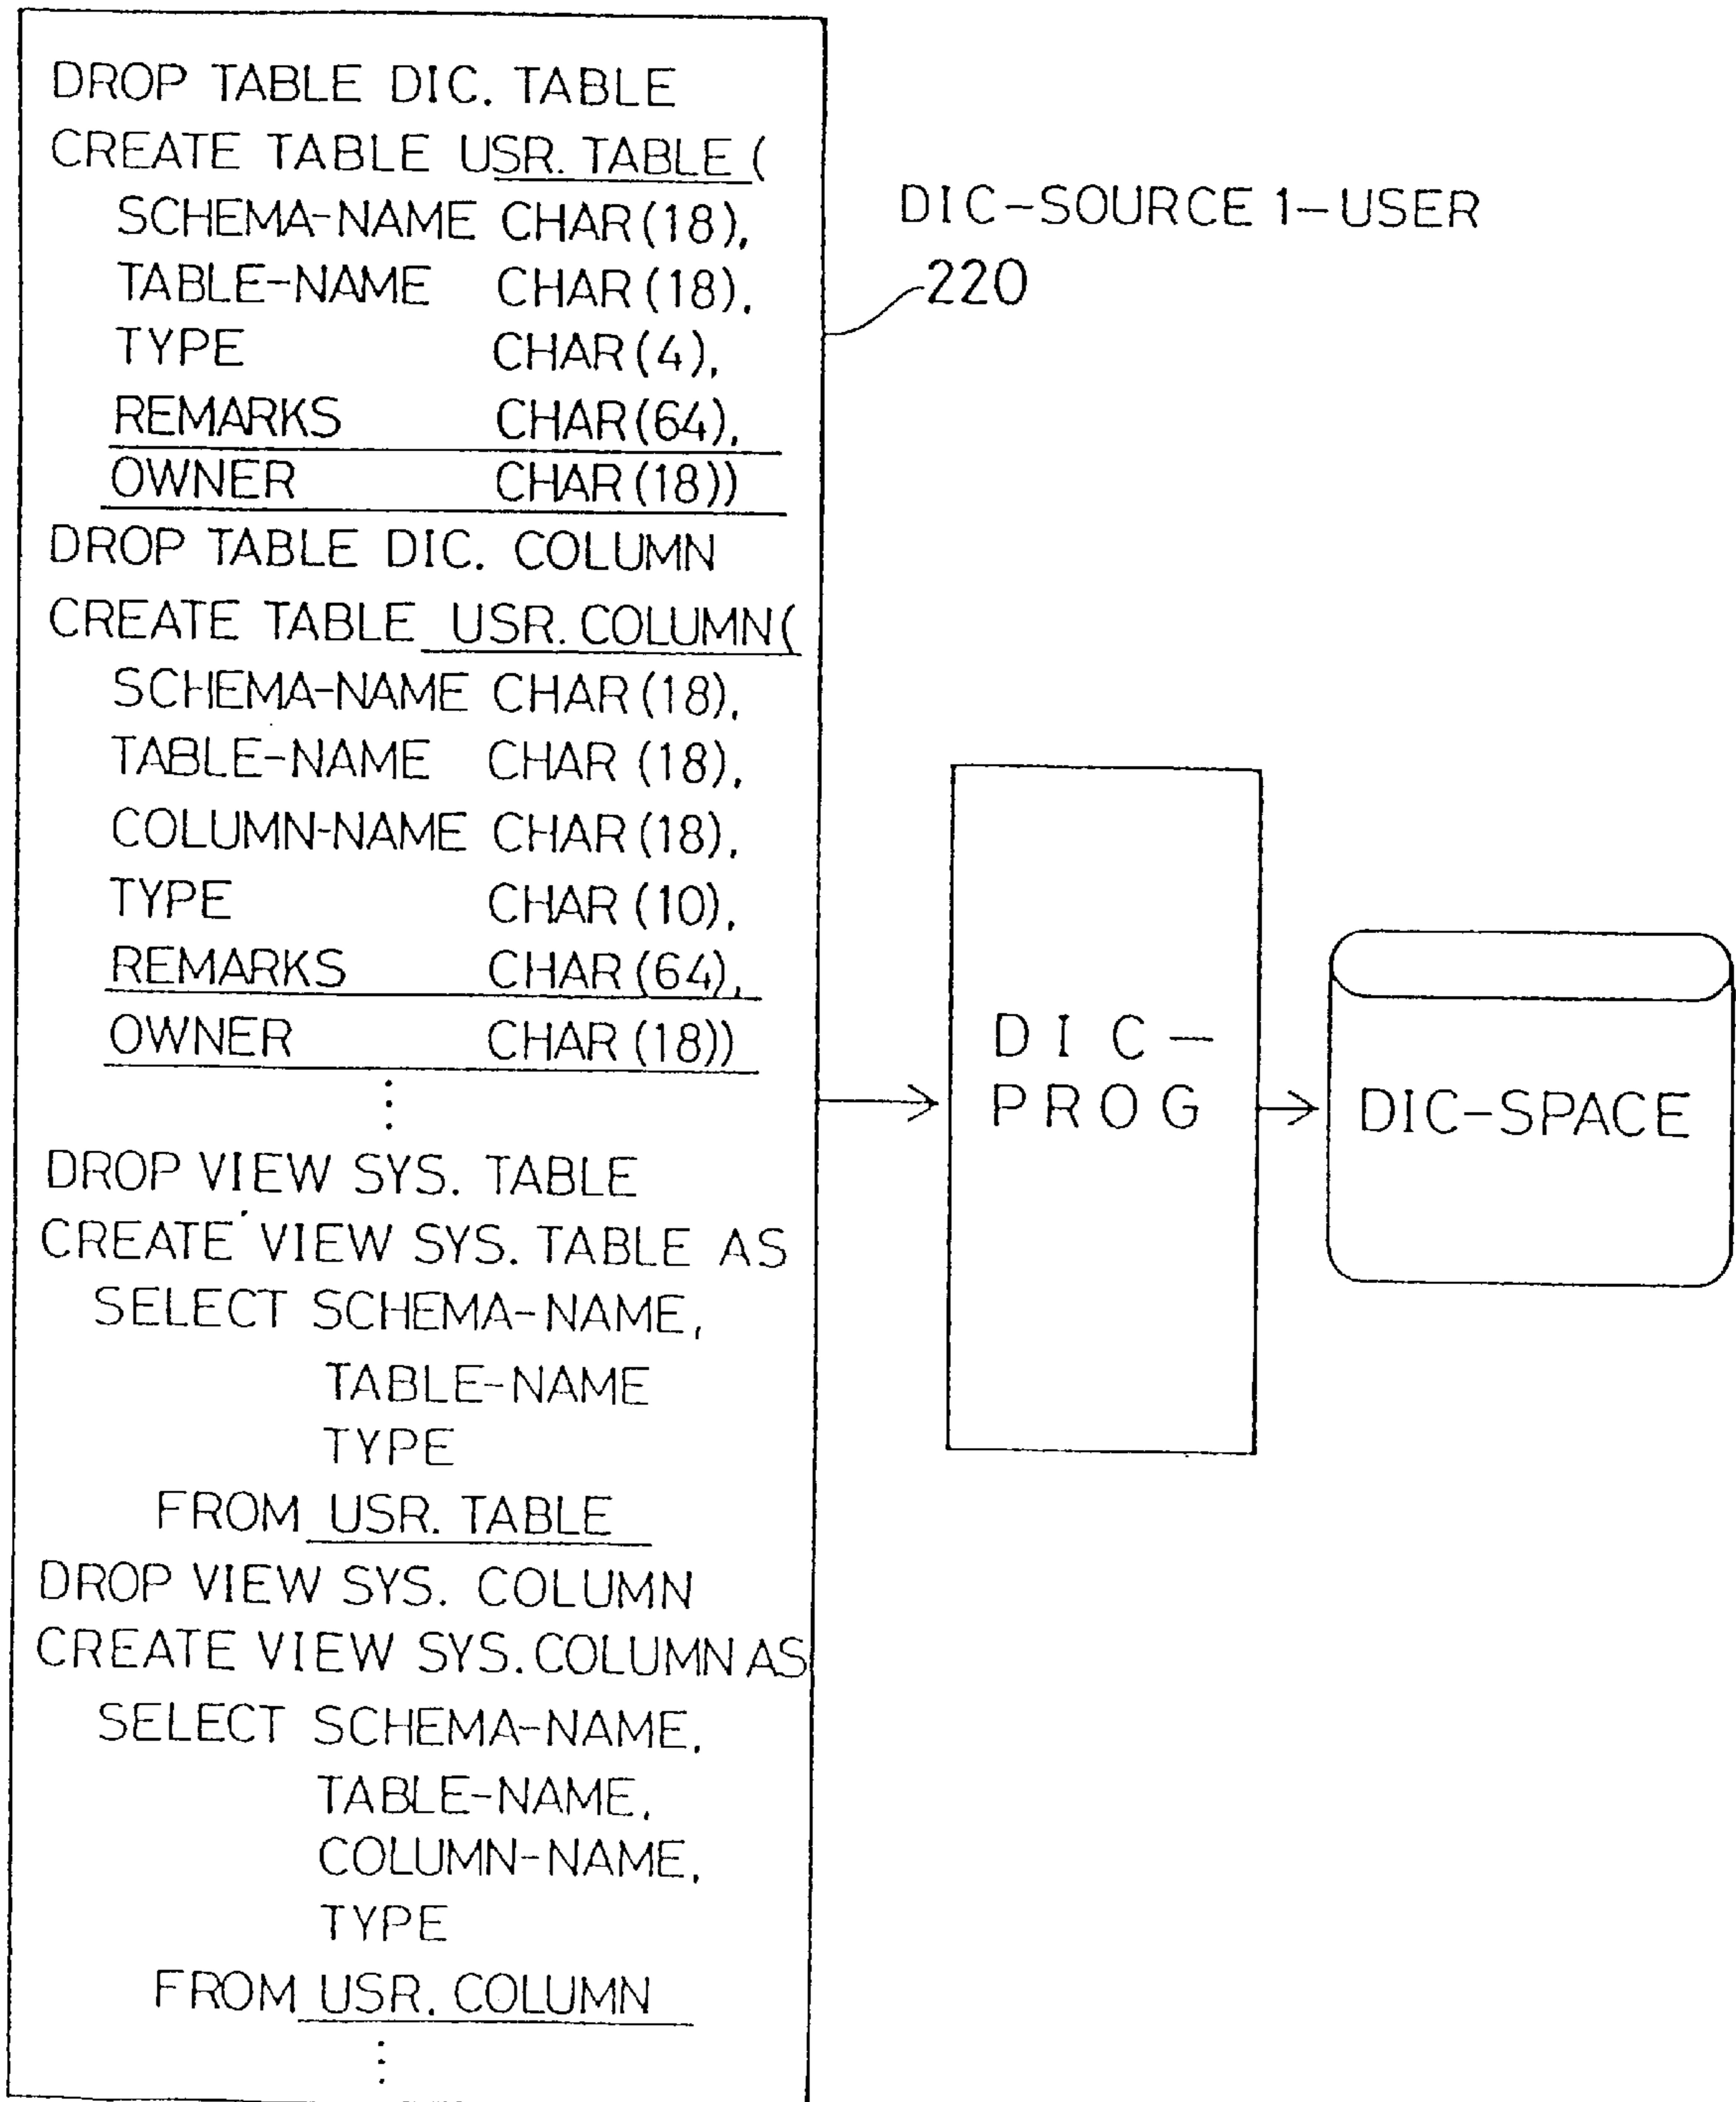 DROP TABLE DIC. TABLE
CREATE TABLE USR. TABLE (
SCHEMA-NAME CHAR(18),
TABLE-NAME CHAR(18),
TYPE CHAR(4),
REMARKS CHAR(64),
OWNER CHAR(18))
DROP TABLE DIC. COLUMN
CREATE TABLE USR. COLUMN(
SCHEMA-NAME CHAR(18),
TABLE-NAME CHAR (18),
COLUMN-NAME CHAR(18),
TYPE CHAR (10),
REMARKS CHAR(64),
OWNER CHAR(18))
⋮
DROP VIEW SYS. TABLE
CREATE VIEW SYS. TABLE AS
SELECT SCHEMA-NAME,
TABLE-NAME
TYPE
FROM USR. TABLE
DROP VIEW SYS. COLUMN
CREATE VIEW SYS. COLUMN AS
SELECT SCHEMA-NAME,
TABLE-NAME,
COLUMN-NAME,
TYPE
FROM USR. COLUMN
⋮
DIC-SOURCE 1-USER
220
DIC-
PROG
DIC-SPACE